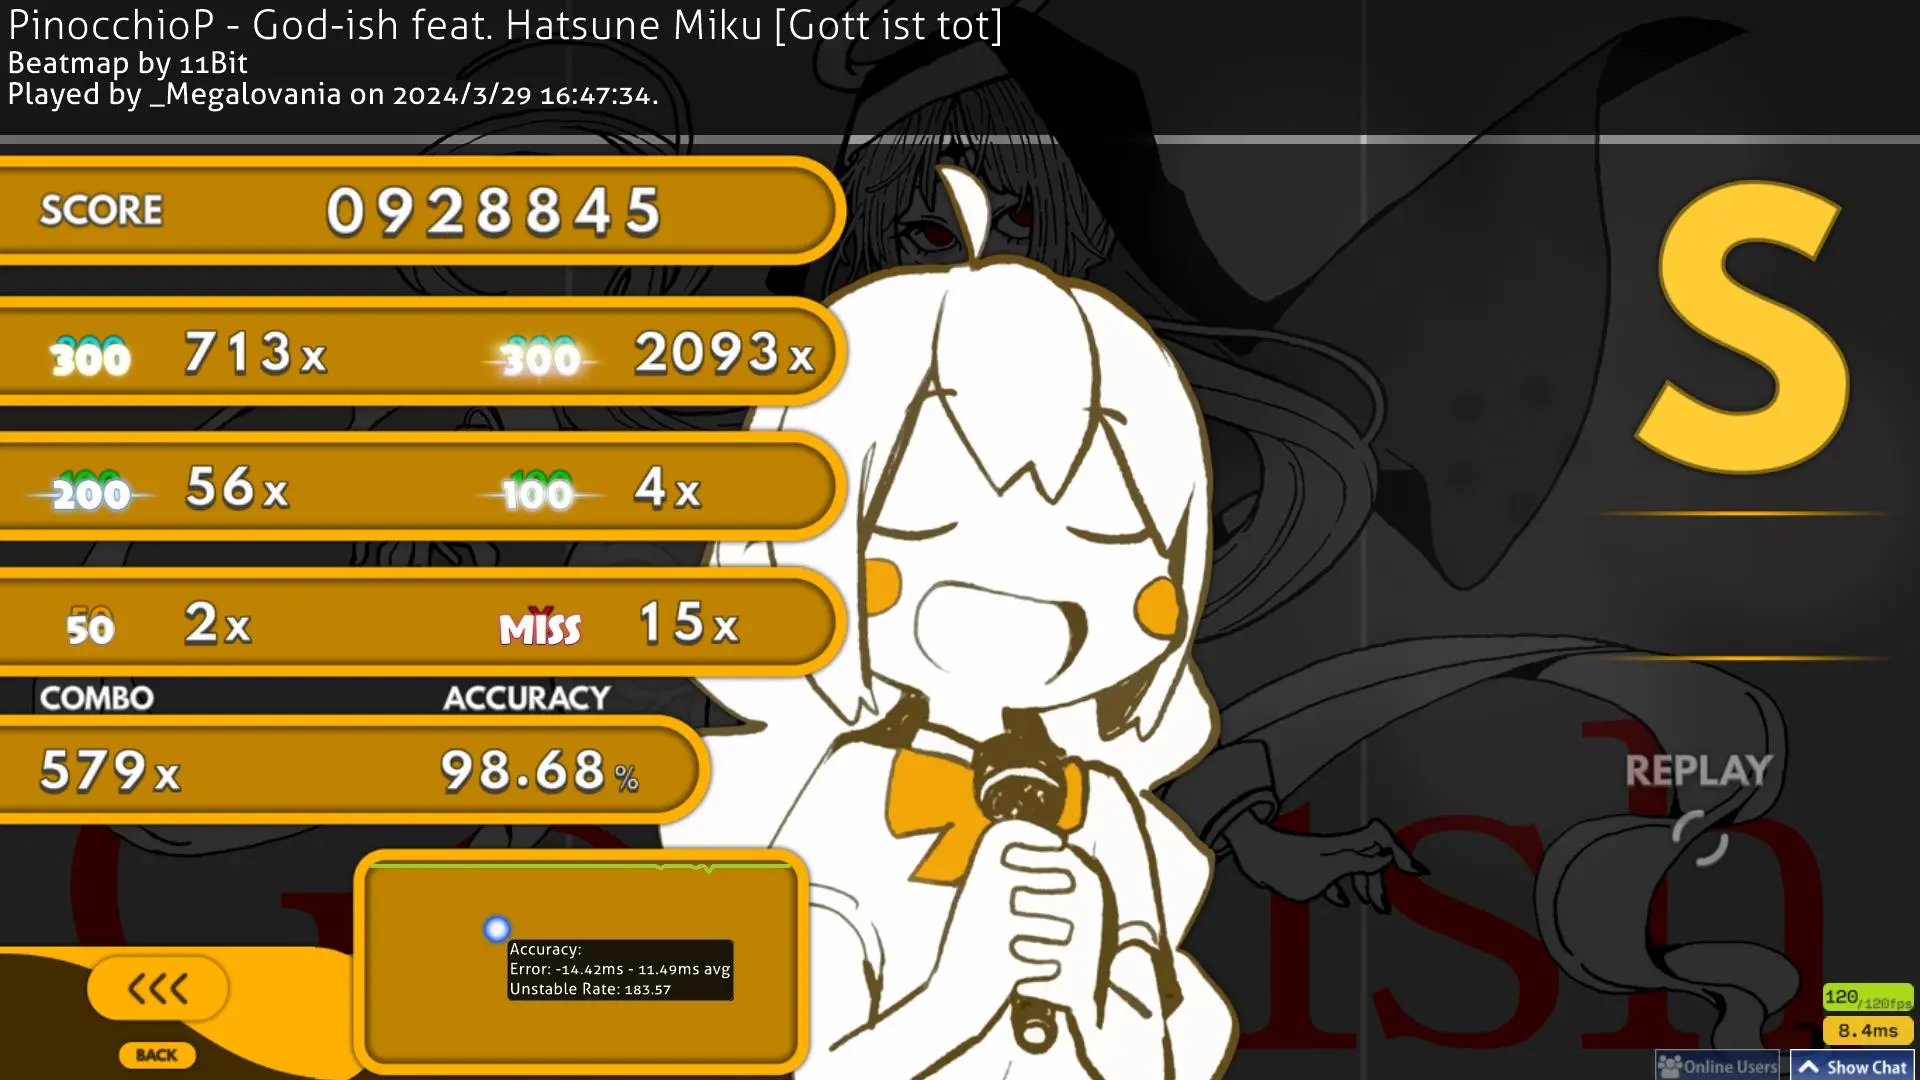 PinocchioP - God-ish feat. Hatsune Miku [Gott ist tot]
Beatmap by 11Bit
Played by _Megalovania on 2024/3/29 16:47:34.
SCORE 0928845
S
300 713x 300 2093x
200 56x 100 4x
50 2x MISS 15x
COMBO ACCURACY
579x 98.68%
REPLAY
God-ish
Accuracy:
Error: -14.42ms - 11.49ms avg
Unstable Rate: 183.57
BACK
120/120fps
8.4ms
Online Users Show Chat